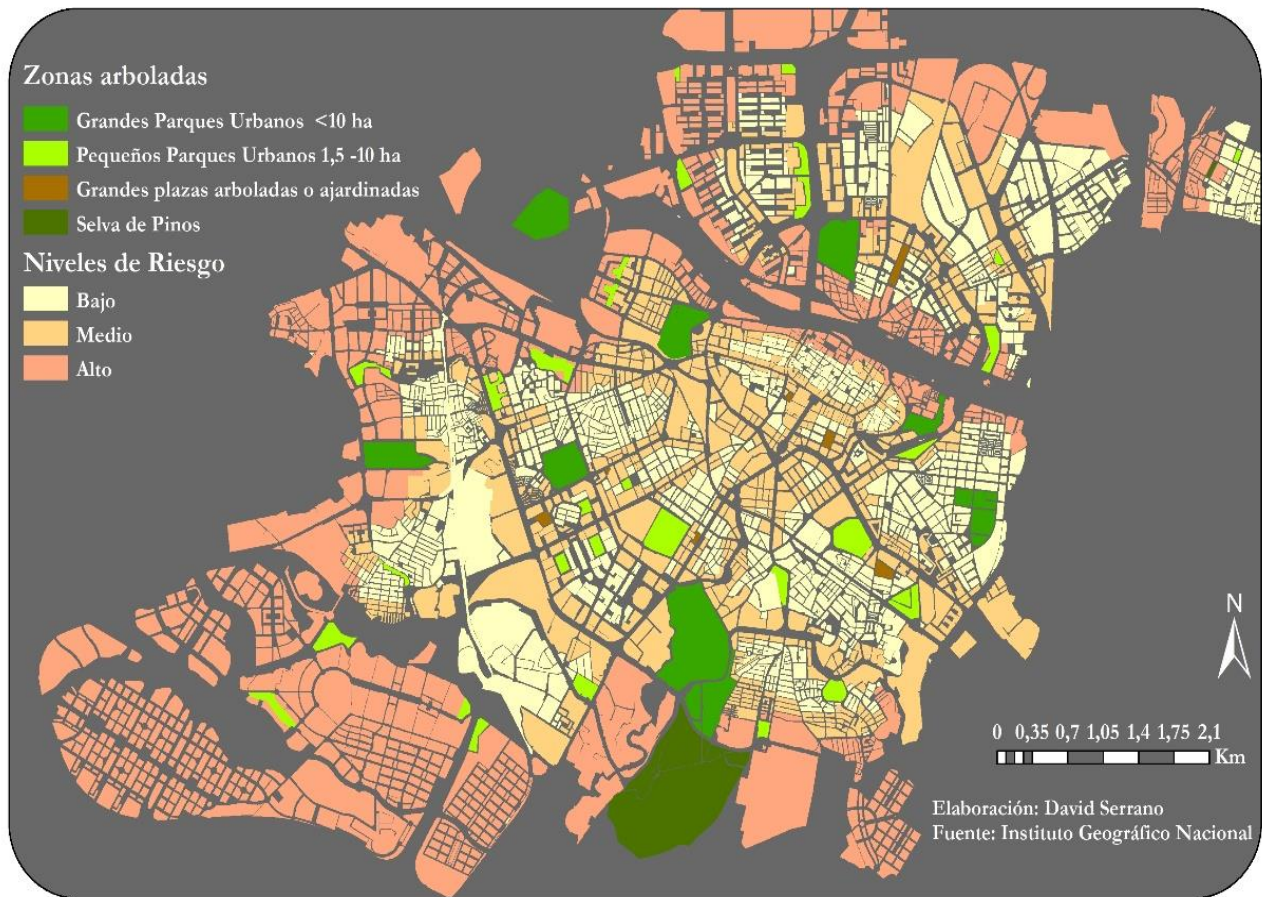 Zonas arboladas
Grandes Parques Urbanos <10 ha
Pequeños Parques Urbanos 1,5 -10 ha
Grandes plazas arboladas o ajardinadas
Selva de Pinos
Niveles de Riesgo
Bajo
Medio
Alto
N
0 0,35 0,7 1,05 1,4 1,75 2,1
Km
Elaboración: David Serrano
Fuente: Instituto Geográfico Nacional